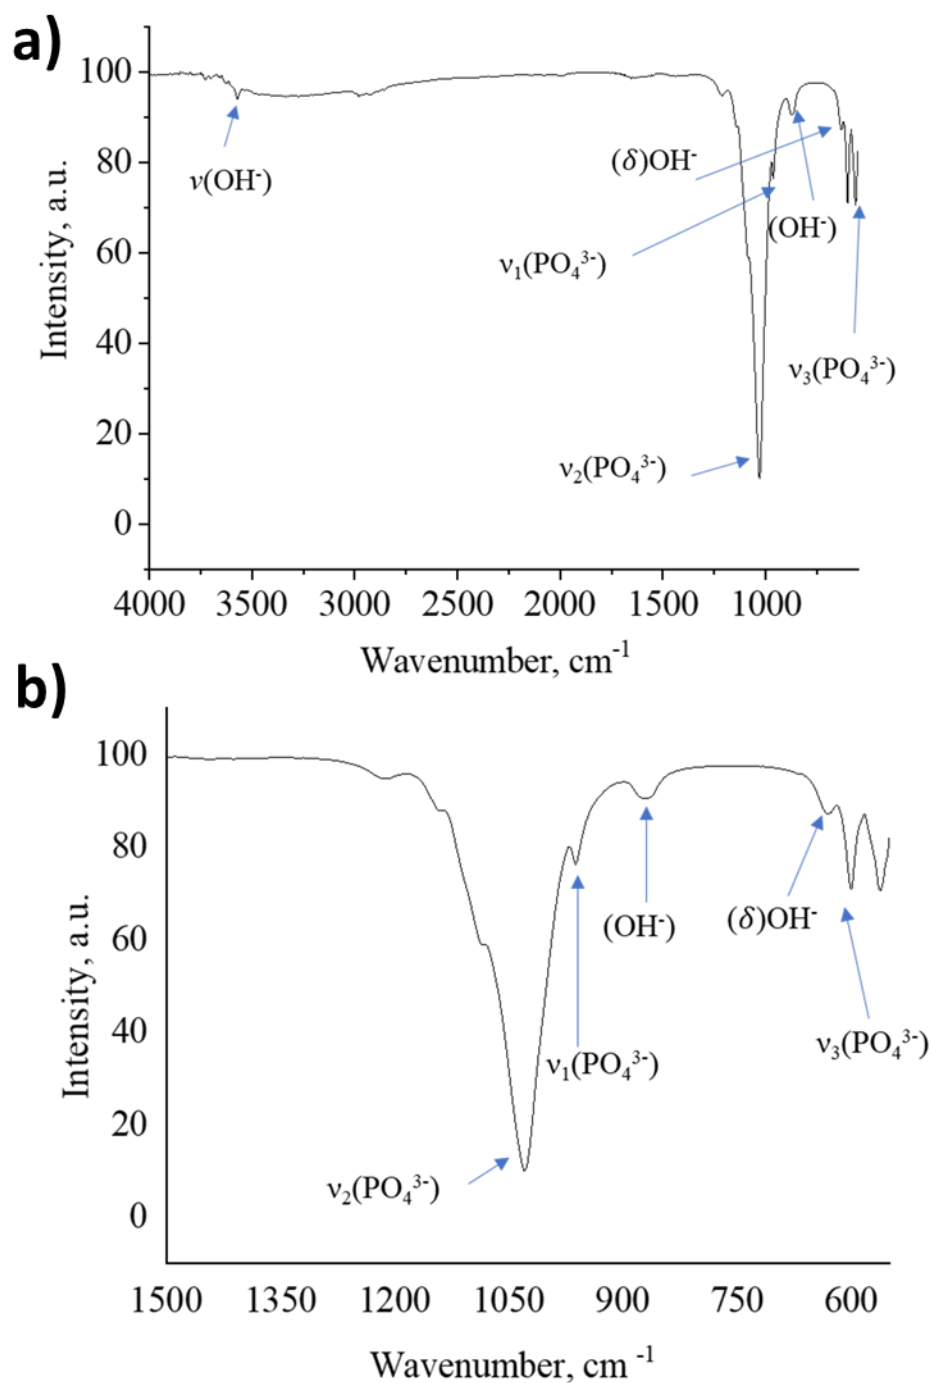 a)
100
80
60
40
20
0
Intensity, a.u.
ν(OH-)
(δ)OH-
(OH-)
ν1(PO43-)
ν3(PO43-)
ν2(PO43-)
4000 3500 3000 2500 2000 1500 1000
Wavenumber, cm-1
b)
100
80
60
40
20
0
Intensity, a.u.
(OH-)
(δ)OH-
ν1(PO43-)
ν3(PO43-)
ν2(PO43-)
1500 1350 1200 1050 900 750 600
Wavenumber, cm -1